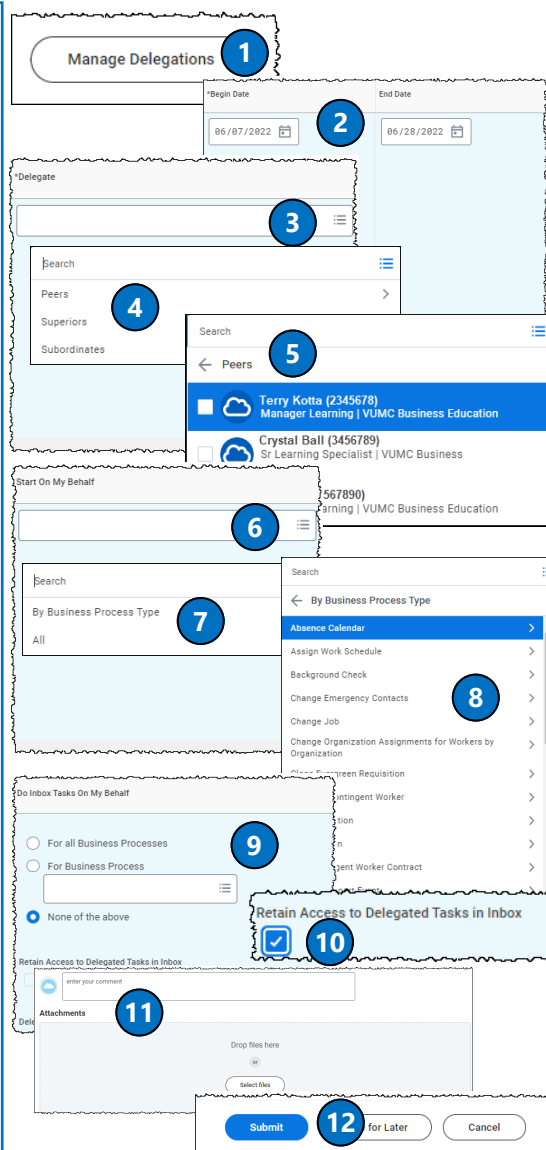 Manage Delegations
1
*Begin Date
End Date
06/07/2022
2
06/28/2022
*Delegate
3
Search
Peers
4
Superiors
Subordinates
Search
5
Peers
Terry Kotta (2345678)
Manager Learning | VUMC Business Education
Crystal Ball (3456789)
Sr Learning Specialist | VUMC Business
567890)
arning | VUMC Business Education
Start On My Behalf
6
Search
By Business Process Type
7
All
Search
By Business Process Type
Absence Calendar
Assign Work Schedule
Background Check
Change Emergency Contacts
8
Change Job
Change Organization Assignments for Workers by
Organization
Evergreen Requisition
ontingent Worker
tion
n
gent Worker Contract
Do Inbox Tasks On My Behalf
For all Business Processes
9
For Business Process
None of the above
Retain Access to Delegated Tasks in Inbox
10
Retain Access to Delegated Tasks in Inbox
enter your comment
11
Attachments
Dele
Drop files here
or
Select files
Submit
12
for Later
Cancel